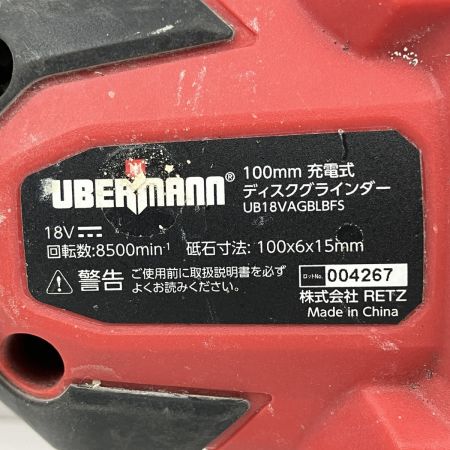 UBERMANN®
100mm 充電式
ディスクグラインダー
UB18VAGBLBFS
18V
回転数:8500min-1 砥石寸法: 100x6x15mm
警告 ご使用前に取扱説明書を必ず
よくお読みください。
ロットNo. 004267
株式会社 RETZ
Made in China